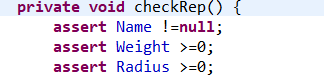 private void checkRep() {
assert Name !=null;
assert Weight >=0;
assert Radius >=0;